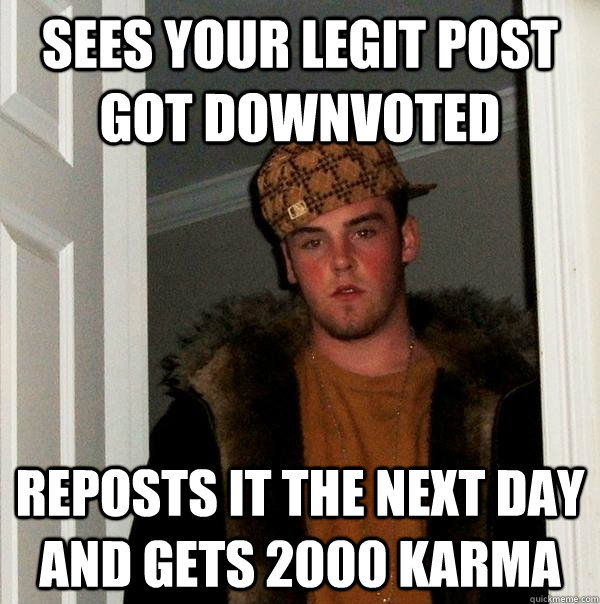 SEES YOUR LEGIT POST
GOT DOWNVOTED
REPOSTS IT THE NEXT DAY
AND GETS 2000 KARMA
quickmeme.com